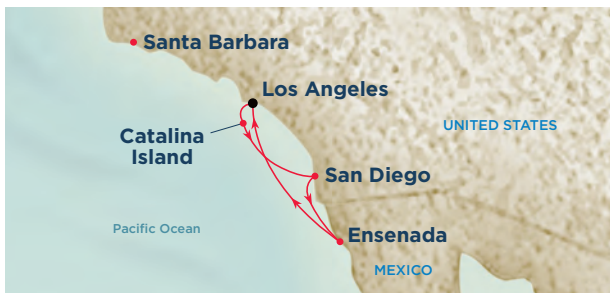 Santa Barbara
Los Angeles
Catalina
Island
UNITED STATES
San Diego
Pacific Ocean
Ensenada
MEXICO